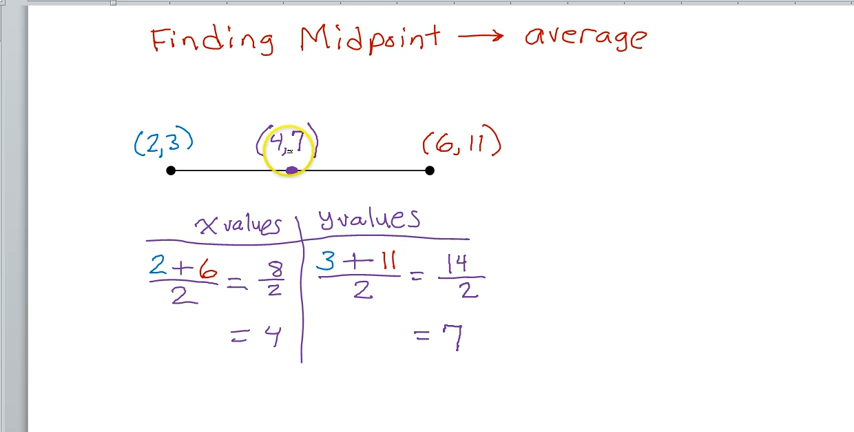 Finding Midpoint → average
(2,3) (4,7) (6,11)
x values y values
2+6/2 = 8/2 3+11/2 = 14/2
= 4 = 7